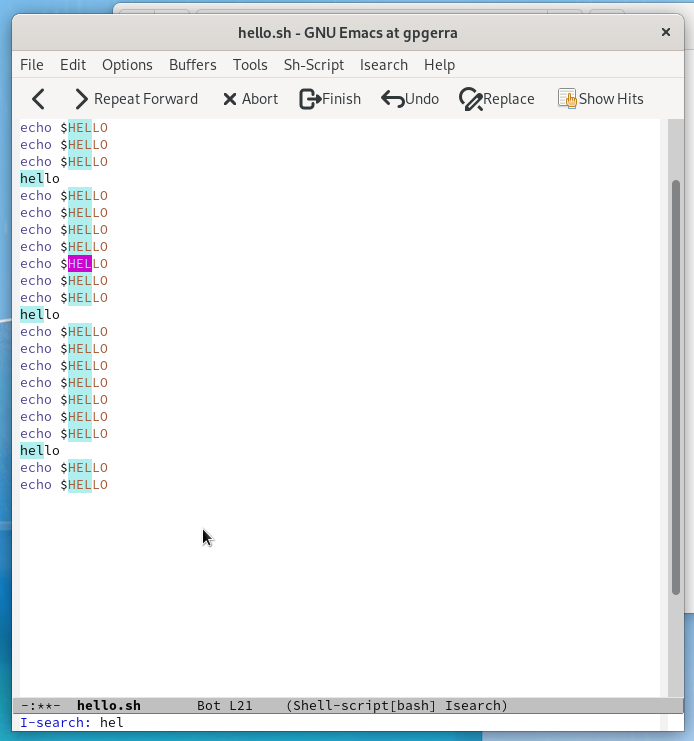 hello.sh - GNU Emacs at gpgerra
File Edit Options Buffers Tools Sh-Script Isearch Help
Repeat Forward Abort Finish Undo Replace Show Hits
echo $HELLO
echo $HELLO
echo $HELLO
hello
echo $HELLO
echo $HELLO
echo $HELLO
echo $HELLO
echo $HELLO
echo $HELLO
echo $HELLO
hello
echo $HELLO
echo $HELLO
echo $HELLO
echo $HELLO
echo $HELLO
echo $HELLO
echo $HELLO
hello
echo $HELLO
echo $HELLO
-:**- hello.sh Bot L21 (Shell-script[bash] Isearch)
I-search: hel